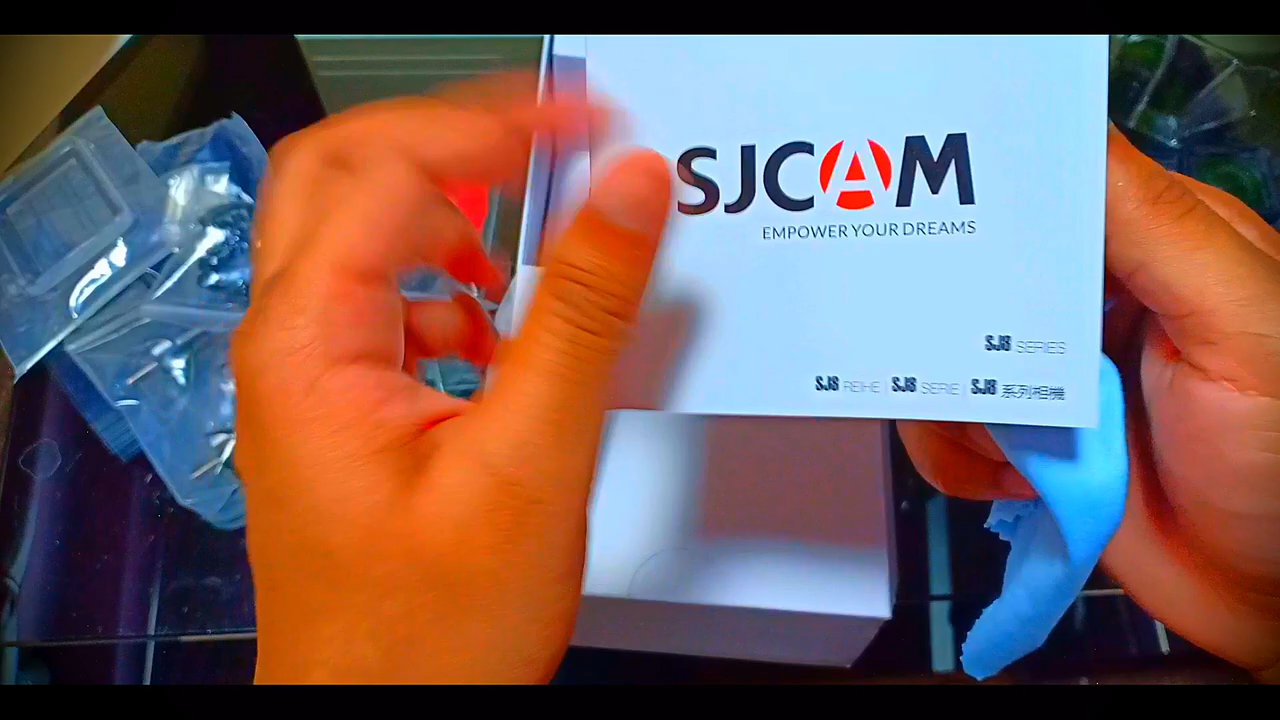 SJCAM
EMPOWER YOUR DREAMS
SJ8 SERIES
SJ8 REIHE | SJ8 SERIE | SJ8 系列相機